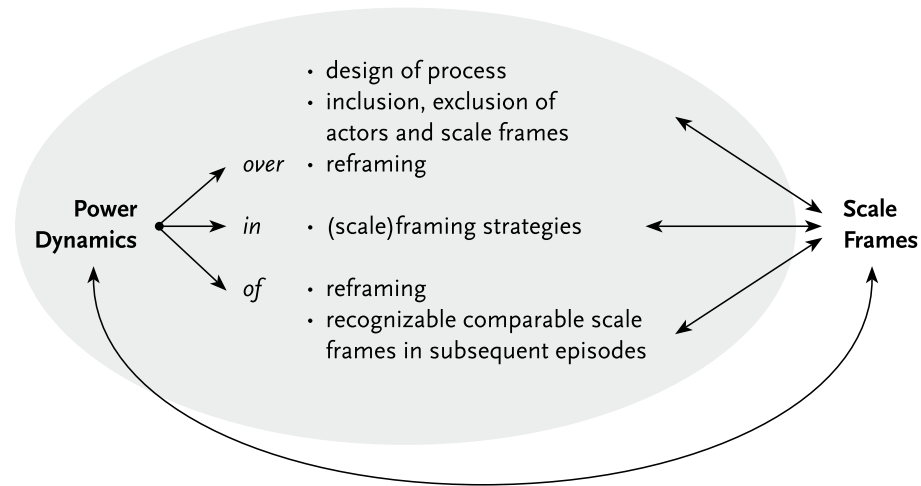 • design of process
• inclusion, exclusion of
actors and scale frames
over • reframing
Power
Dynamics
in • (scale)framing strategies
of • reframing
• recognizable comparable scale
frames in subsequent episodes
Scale
Frames